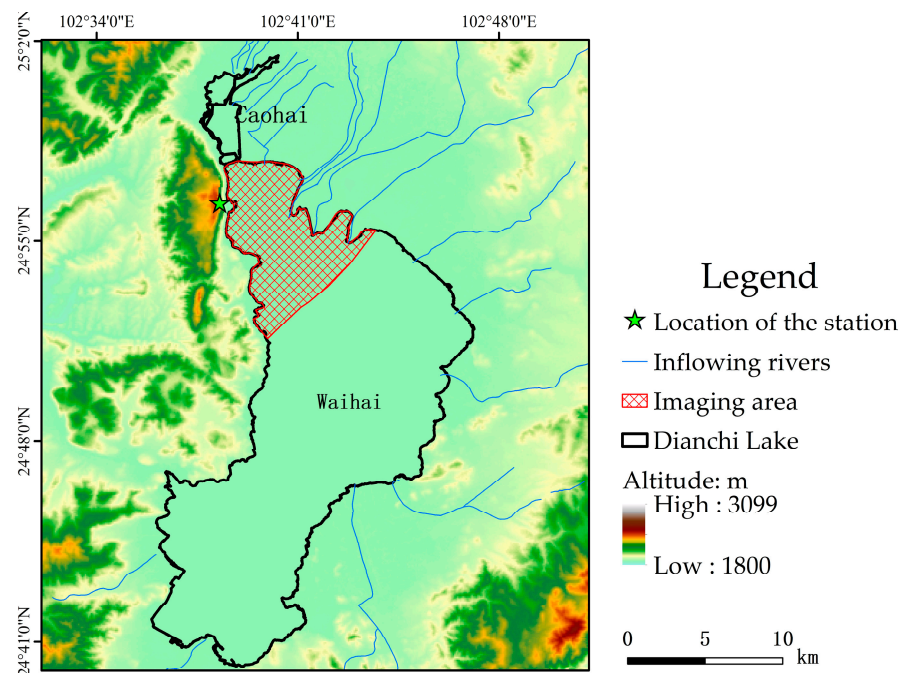 102°34'0"E 102°41'0"E 102°48'0"E
25°2'0"N
24°55'0"N
24°48'0"N
24°41'0"N
Caohai
Waihai
Legend
Location of the station
Inflowing rivers
Imaging area
Dianchi Lake
Altitude: m
High : 3099
Low : 1800
0 5 10
km